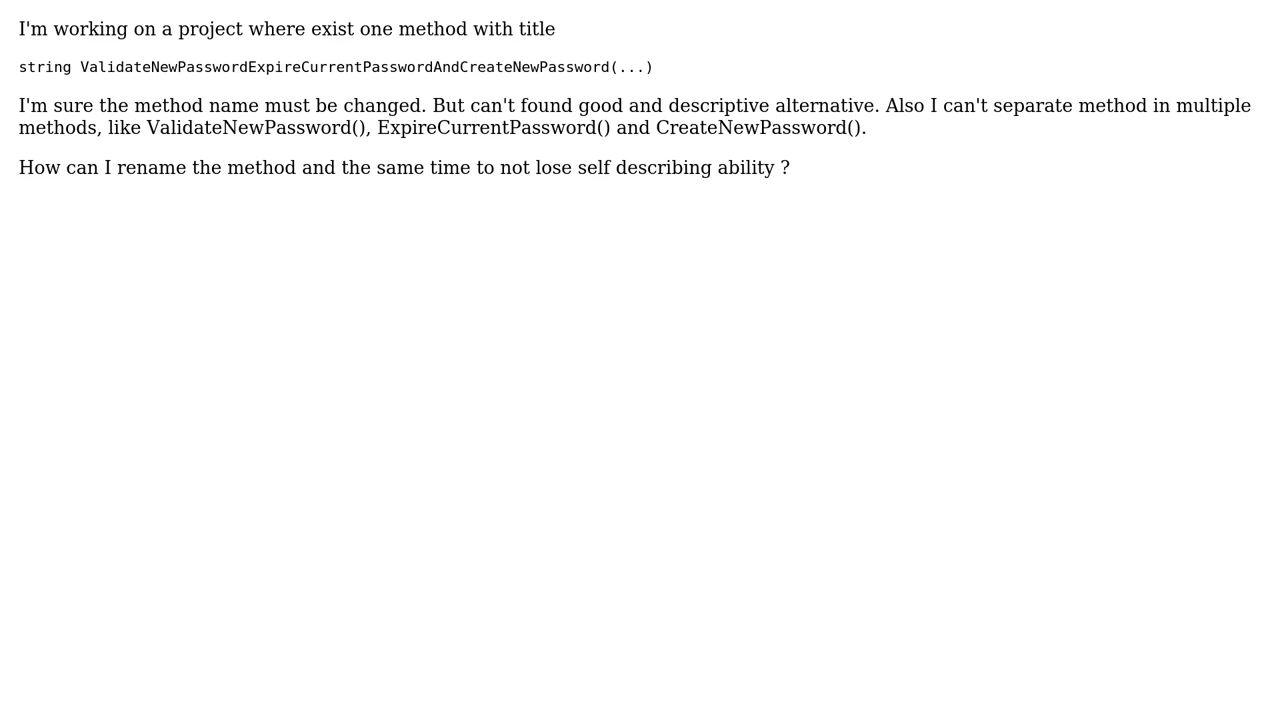 I'm working on a project where exist one method with title
string ValidateNewPasswordExpireCurrentPasswordAndCreateNewPassword(...)
I'm sure the method name must be changed. But can't found good and descriptive alternative. Also I can't separate method in multiple
methods, like ValidateNewPassword(), ExpireCurrentPassword() and CreateNewPassword().
How can I rename the method and the same time to not lose self describing ability ?